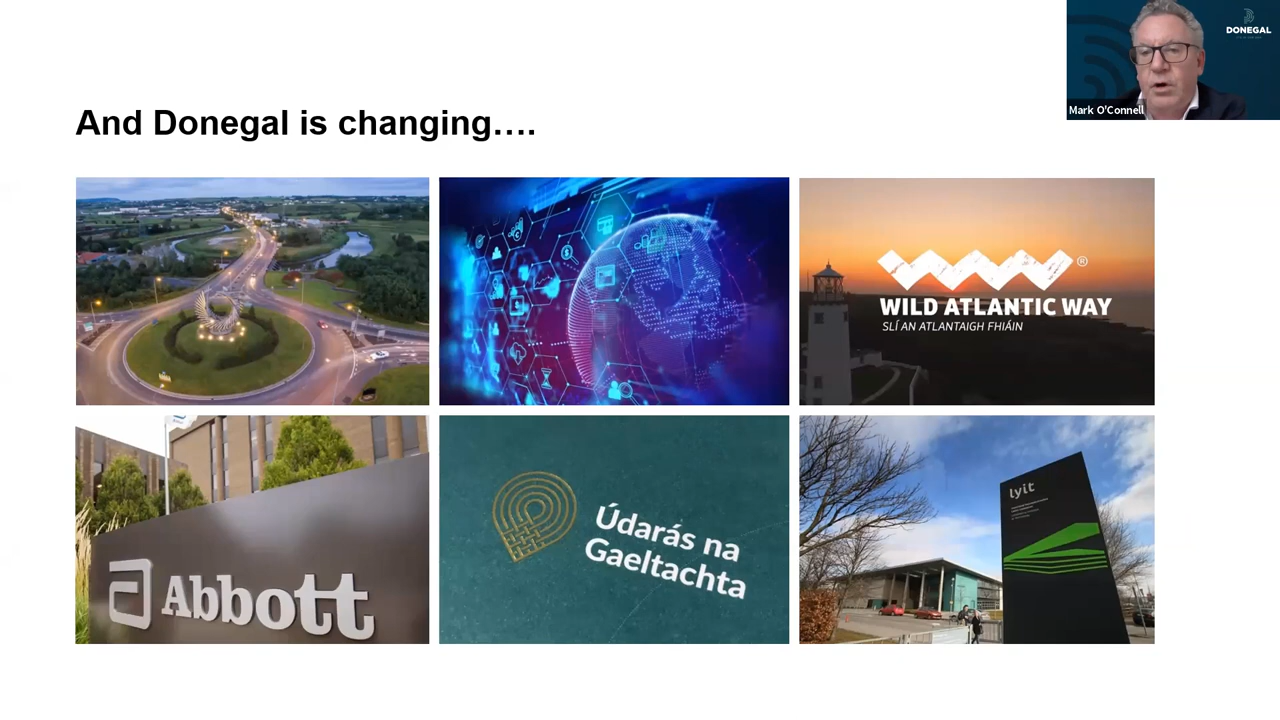 DONEGAL
Mark O'Connell
And Donegal is changing….
WILD ATLANTIC WAY
SLÍ AN ATLANTAIGH FHIÁIN
®
Abbott
Údarás na
Gaeltachta
lyit